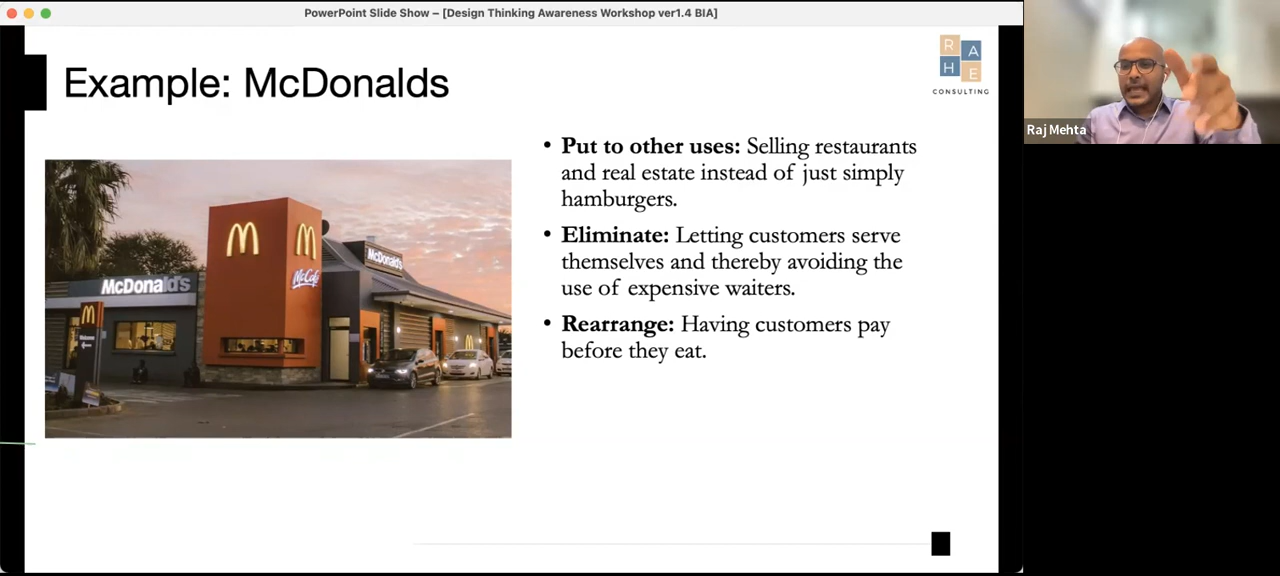 PowerPoint Slide Show – [Design Thinking Awareness Workshop ver1.4 BIA]
Example: McDonalds
R
A
H
E
CONSULTING
• Put to other uses: Selling restaurants
and real estate instead of just simply
hamburgers.
• Eliminate: Letting customers serve
themselves and thereby avoiding the
use of expensive waiters.
• Rearrange: Having customers pay
before they eat.
McDonald's
McCafé
McDonald's
Raj Mehta